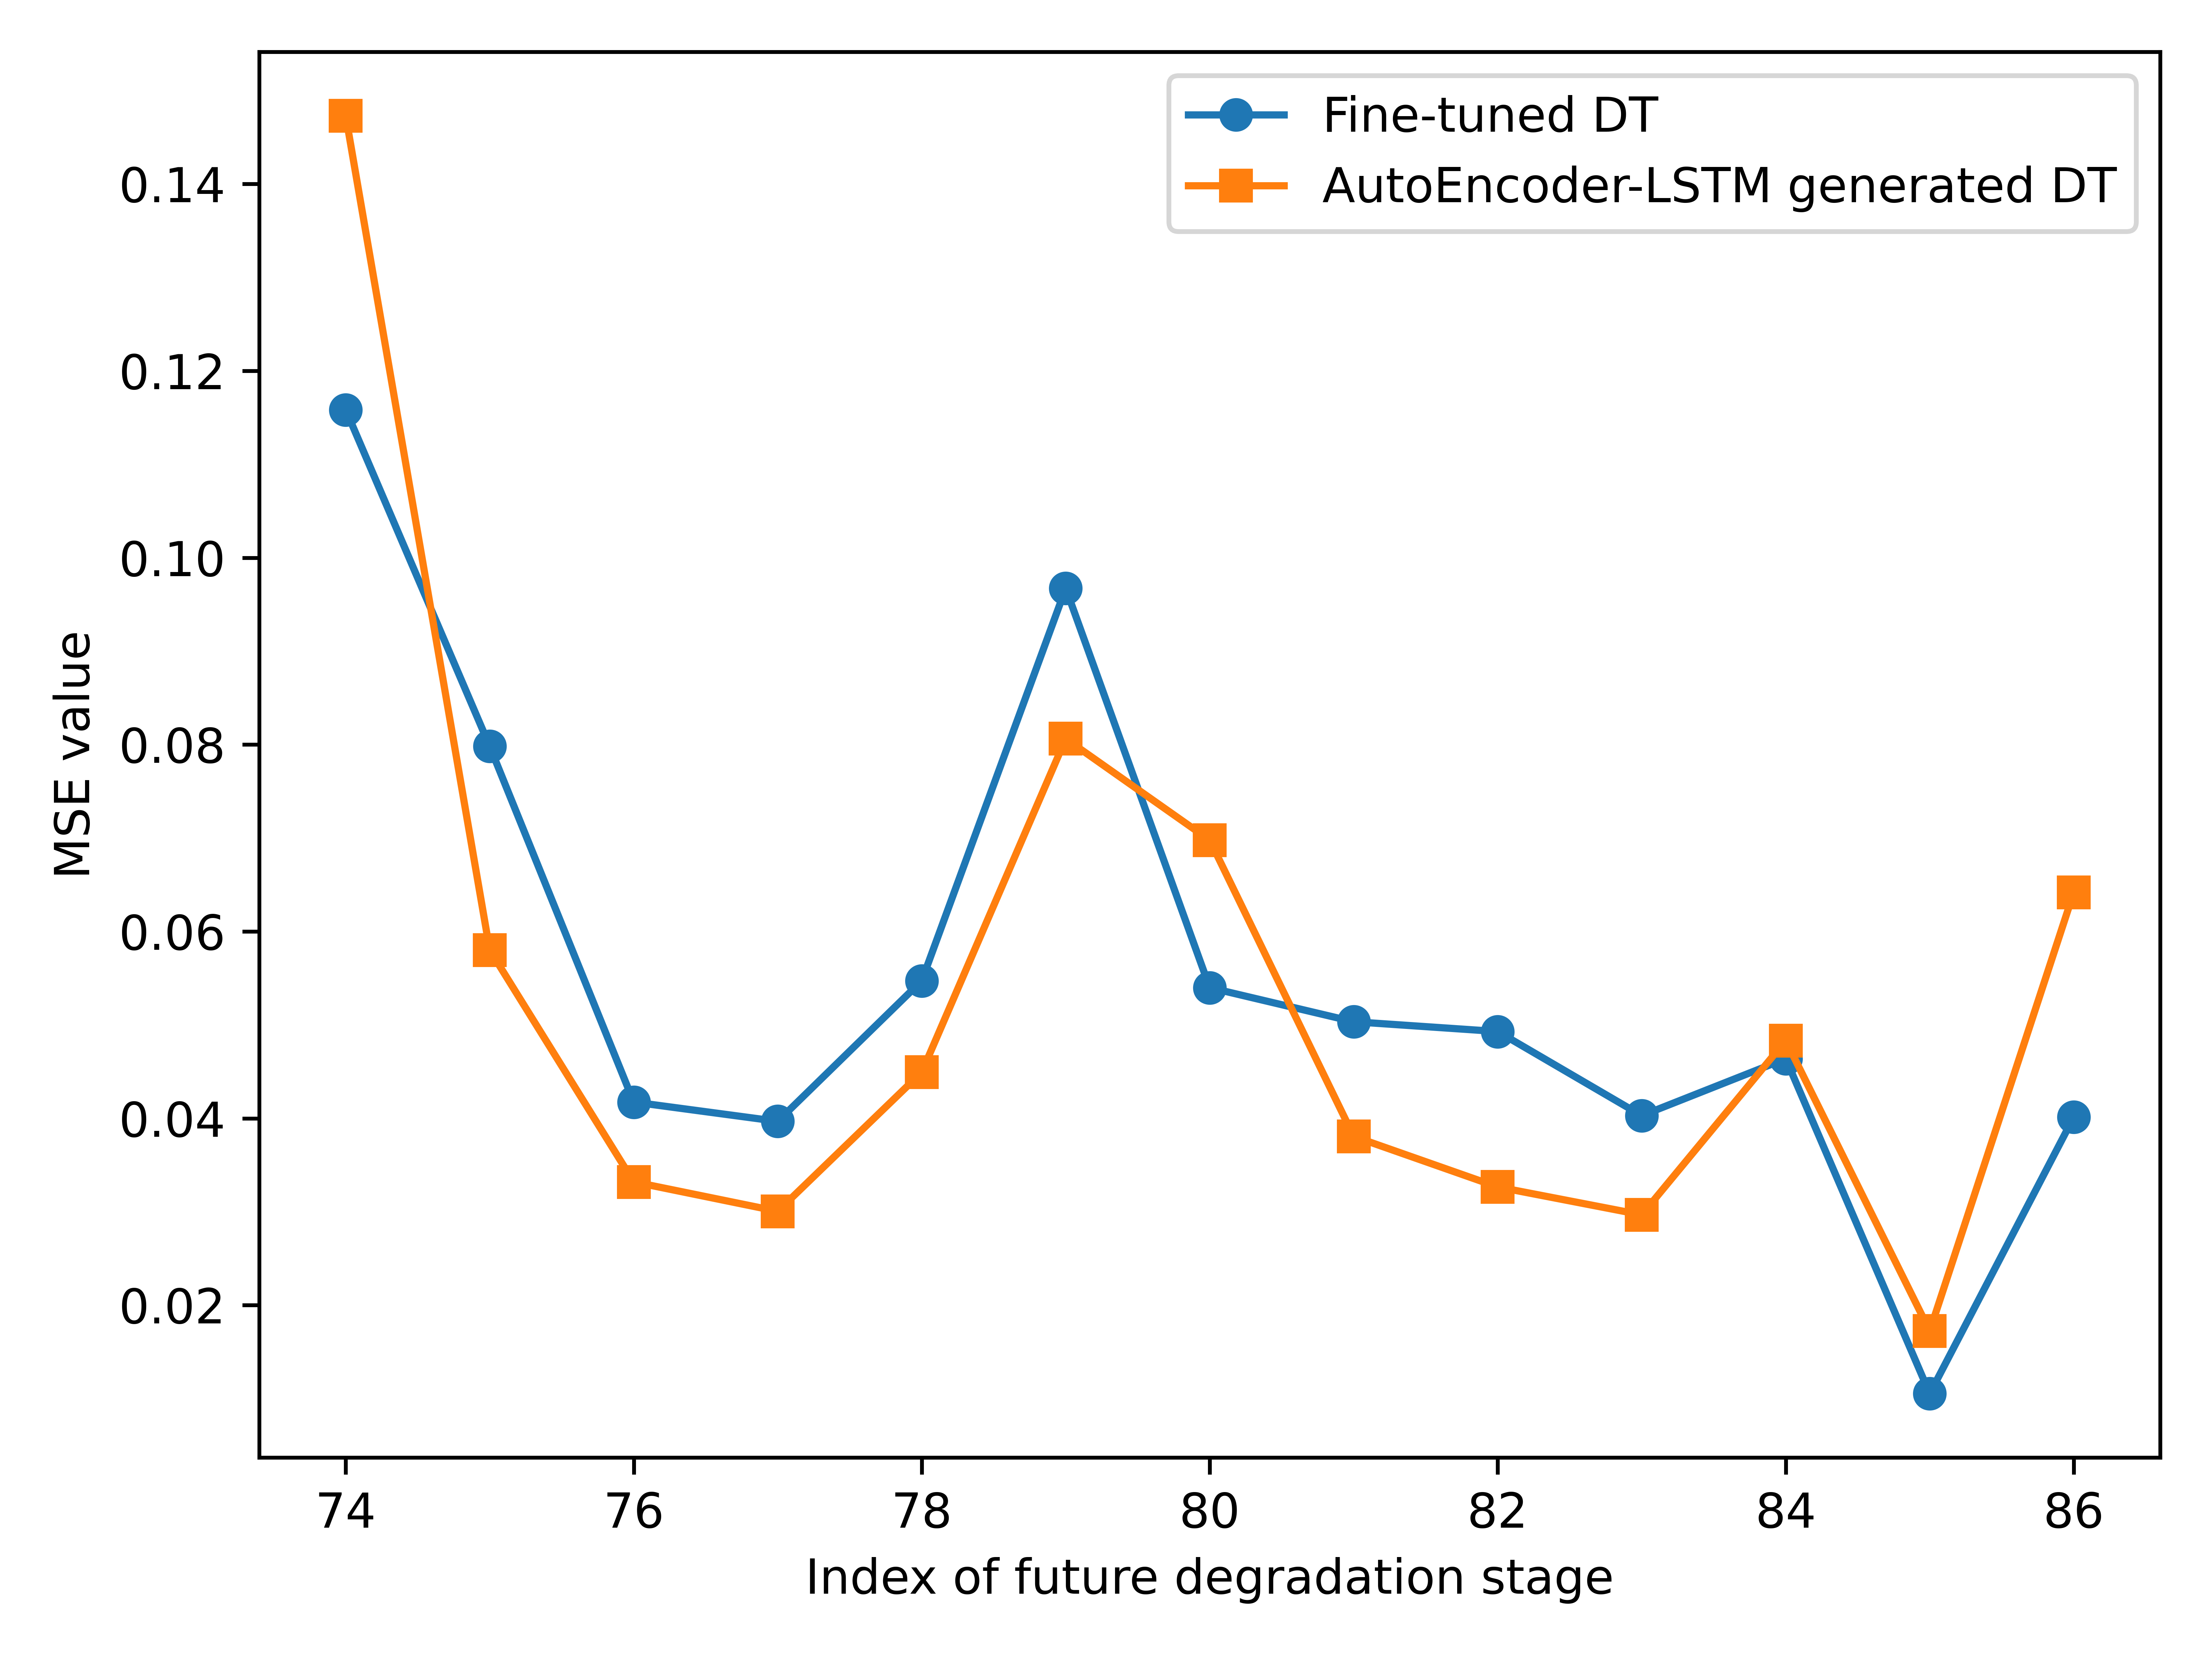 Fine-tuned DT
AutoEncoder-LSTM generated DT
0.14
0.12
0.10
0.08
0.06
0.04
0.02
MSE value
74 76 78 80 82 84 86
Index of future degradation stage